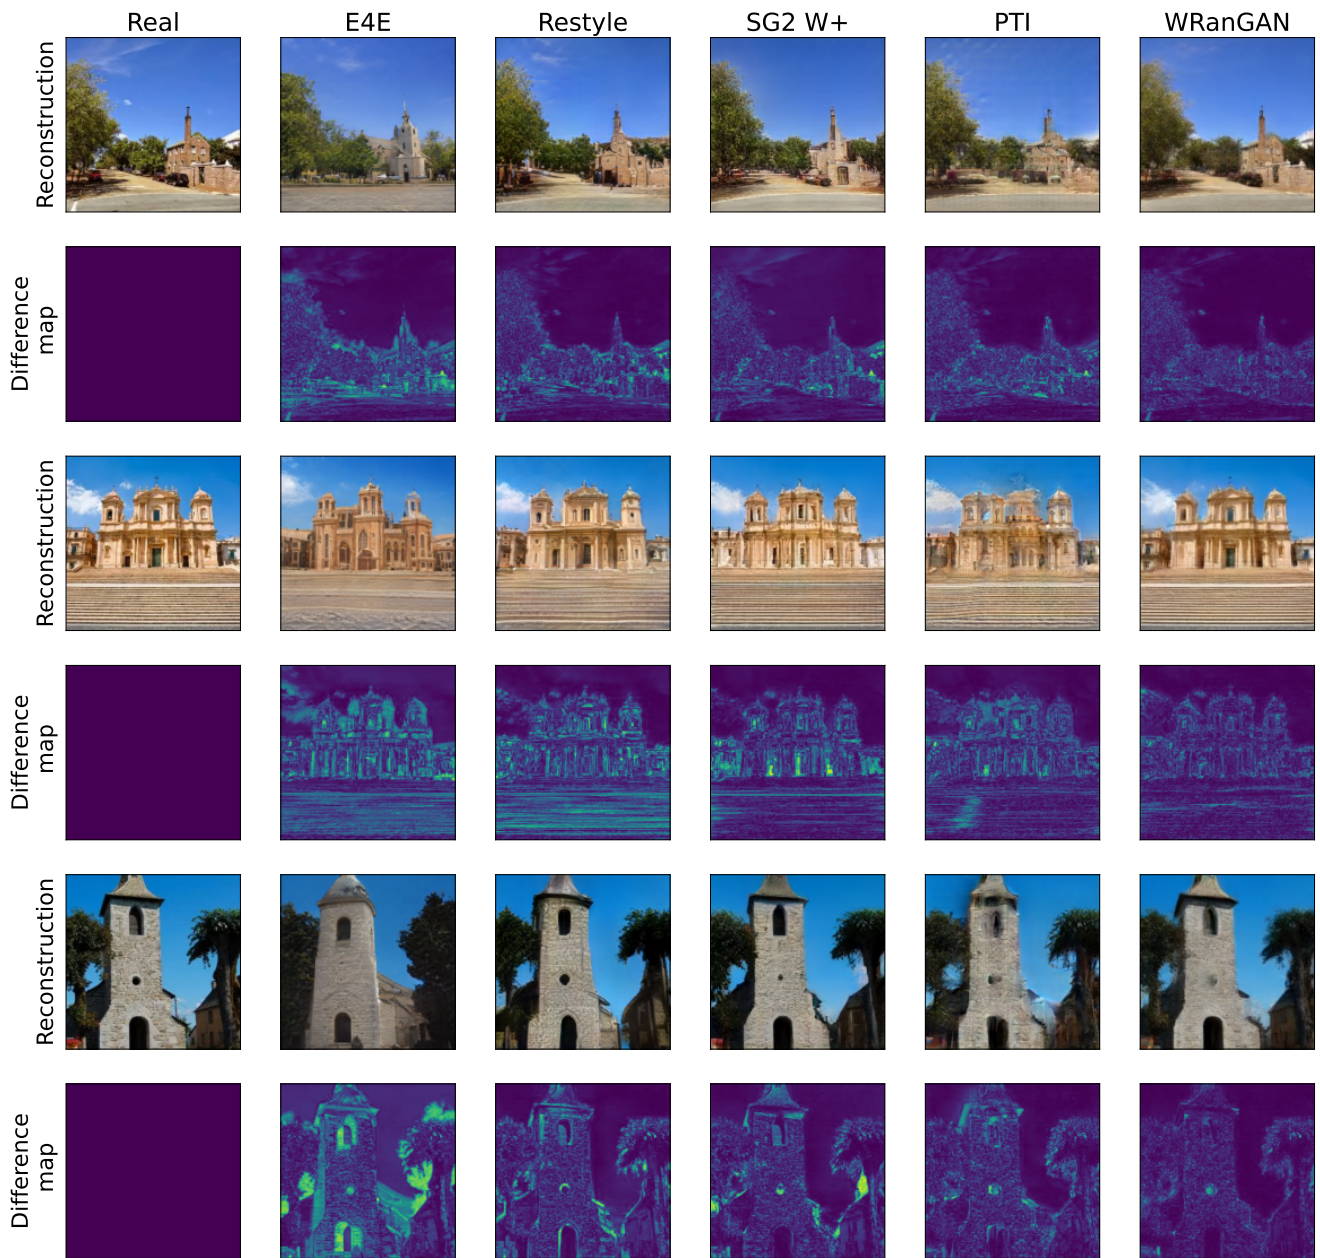 Real E4E Restyle SG2 W+ PTI WRanGAN
Reconstruction
Difference
map
Reconstruction
Difference
map
Reconstruction
Difference
map